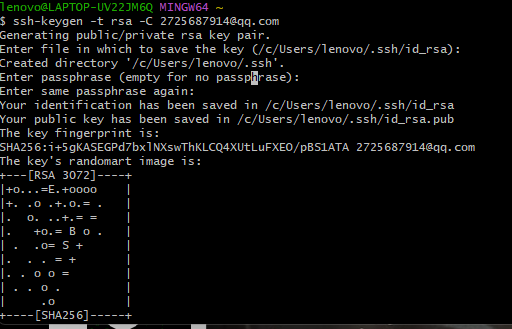 lenovo@LAPTOP-UV22JM6Q MINGW64 ~
$ ssh-keygen -t rsa -C 2725687914@qq.com
Generating public/private rsa key pair.
Enter file in which to save the key (/c/Users/lenovo/.ssh/id_rsa):
Created directory '/c/Users/lenovo/.ssh'.
Enter passphrase (empty for no passphrase):
Enter same passphrase again:
Your identification has been saved in /c/Users/lenovo/.ssh/id_rsa
Your public key has been saved in /c/Users/lenovo/.ssh/id_rsa.pub
The key fingerprint is:
SHA256:i+5gKASEGPd7bxlNXswThKLCQ4XUtLuFXEO/pBS1ATA 2725687914@qq.com
The key's randomart image is:
+---[RSA 3072]----+
|+o...=E.+oooo    |
|+. .o .+.o.= .   |
|.  o. ..+.= =    |
|.   +o.= B o .   |
| .  .o= S +      |
|.  . . = +       |
|. . o o =        |
| . . o .         |
|     .o          |
+----[SHA256]-----+